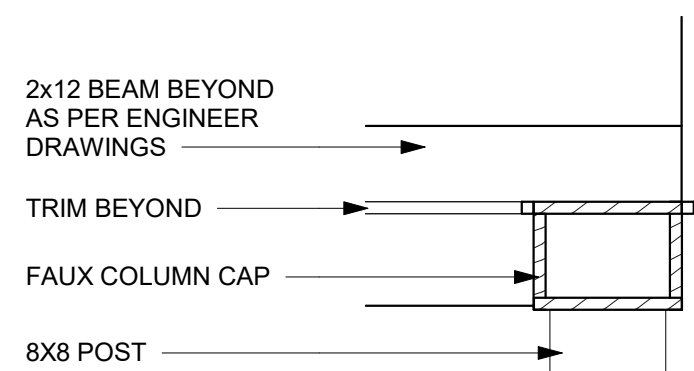 2x12 BEAM BEYOND
AS PER ENGINEER
DRAWINGS
TRIM BEYOND
FAUX COLUMN CAP
8X8 POST